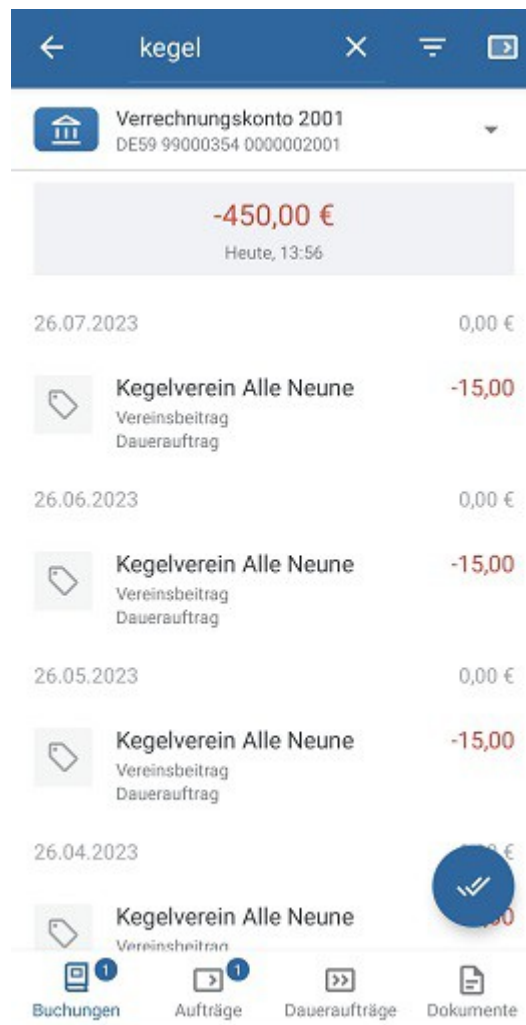 kegel
Verrechnungskonto 2001
DE59 99000354 0000002001
-450,00 €
Heute, 13:56
26.07.2023 0,00 €
Kegelverein Alle Neune -15,00
Vereinsbeitrag
Dauerauftrag
26.06.2023 0,00 €
Kegelverein Alle Neune -15,00
Vereinsbeitrag
Dauerauftrag
26.05.2023 0,00 €
Kegelverein Alle Neune -15,00
Vereinsbeitrag
Dauerauftrag
26.04.2023 €
Kegelverein Alle Neune
Vereinsbeitrag
1 1
Buchungen Aufträge Daueraufträge Dokumente